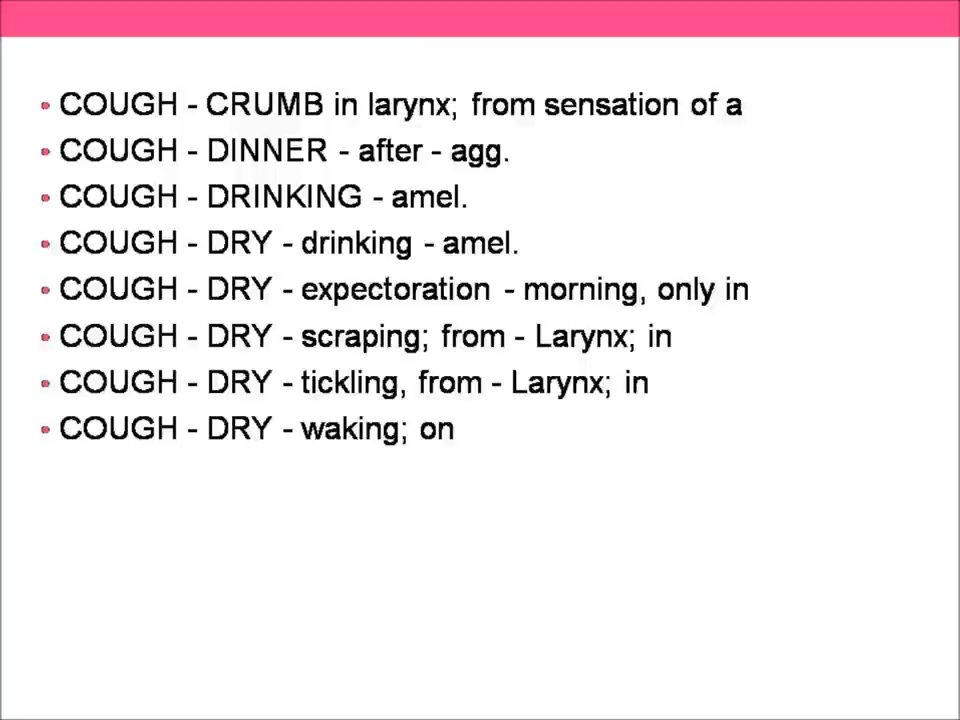 • COUGH - CRUMB in larynx; from sensation of a
• COUGH - DINNER - after - agg.
• COUGH - DRINKING - amel.
• COUGH - DRY - drinking - amel.
• COUGH - DRY - expectoration - morning, only in
• COUGH - DRY - scraping; from - Larynx; in
• COUGH - DRY - tickling, from - Larynx; in
• COUGH - DRY - waking; on